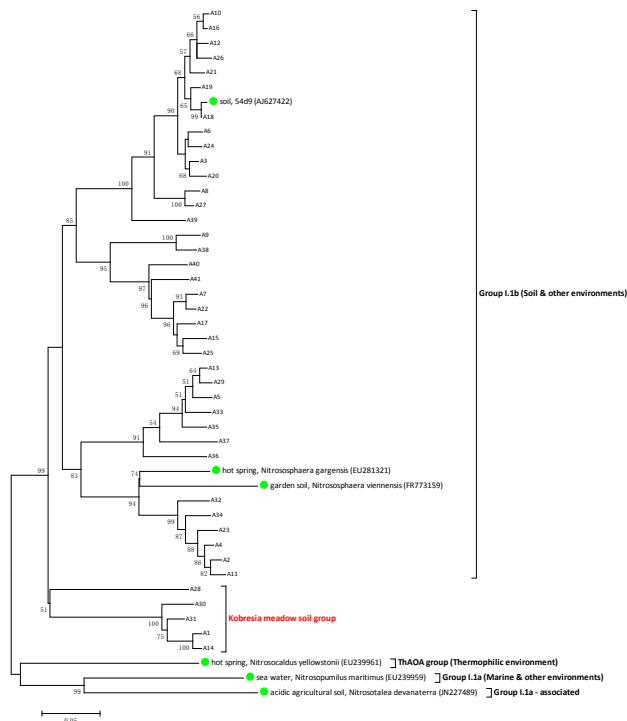 A10
56
A16
66
A12
57
A26
68
A21
A19
65
soil, 54d9 (AJ627422)
99
A18
90
A6
A24
91
A3
68
A20
100
A8
100
A27
85
A39
100
A9
A38
95
A40
97
A41
96
93
A7
A22
96
A17
A15
69
A25
Group I.1b (Soil & other environments)
A13
64
51
A29
51
A5
94
A33
54
A35
91
A37
A36
83
74
hot spring, Nitrososphaera gargensis (EU281321)
garden soil, Nitrososphaera viennensis (FR773159)
94
A32
99
A34
87
A23
88
A4
86
A2
82
A11
99
A28
51
A30
A31
100
75
A1
100
A14
Kobresia meadow soil group
hot spring, Nitrosocaldus yellowstonii (EU239961) ThAOA group (Thermophilic environment)
sea water, Nitrosopumilus maritimus (EU239959) Group I.1a (Marine & other environments)
99
acidic agricultural soil, Nitrosotalea devanaterra (JN227489) Group I.1a - associated
0.05